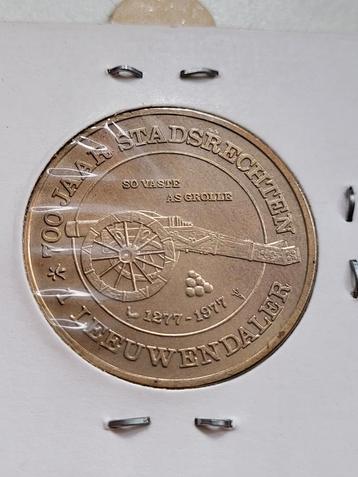 700 JAAR STADSRECHTEN
SO VASTE
AS GROLLE
1277-1977
1 LEEUWENDALER